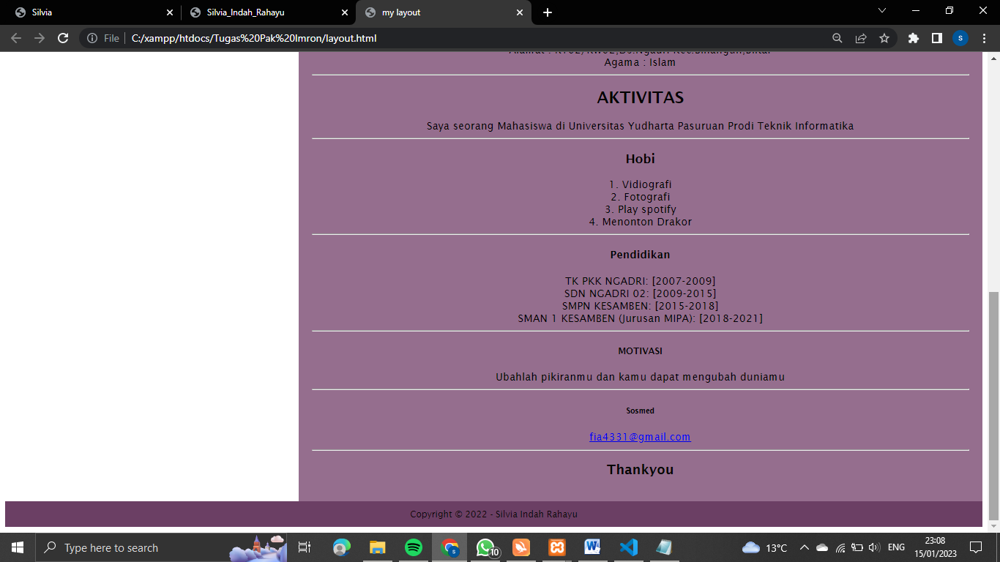 Silvia
Silvia_Indah_Rahayu
my layout
File
C:/xampp/htdocs/Tugas%20Pak%20Imron/layout.html
S
Agama : Islam
AKTIVITAS
Saya seorang Mahasiswa di Universitas Yudharta Pasuruan Prodi Teknik Informatika
Hobi
1. Vidiografi
2. Fotografi
3. Play spotify
4. Menonton Drakor
Pendidikan
TK PKK NGADRI: [2007-2009]
SDN NGADRI 02: [2009-2015]
SMPN KESAMBEN: [2015-2018]
SMAN 1 KESAMBEN (Jurusan MIPA): [2018-2021]
MOTIVASI
Ubahlah pikiranmu dan kamu dapat mengubah duniamu
Sosmed
fia4331@gmail.com
Thankyou
Copyright © 2022 - Silvia Indah Rahayu
Type here to search
10
13°C
ENG
23:08
15/01/2023